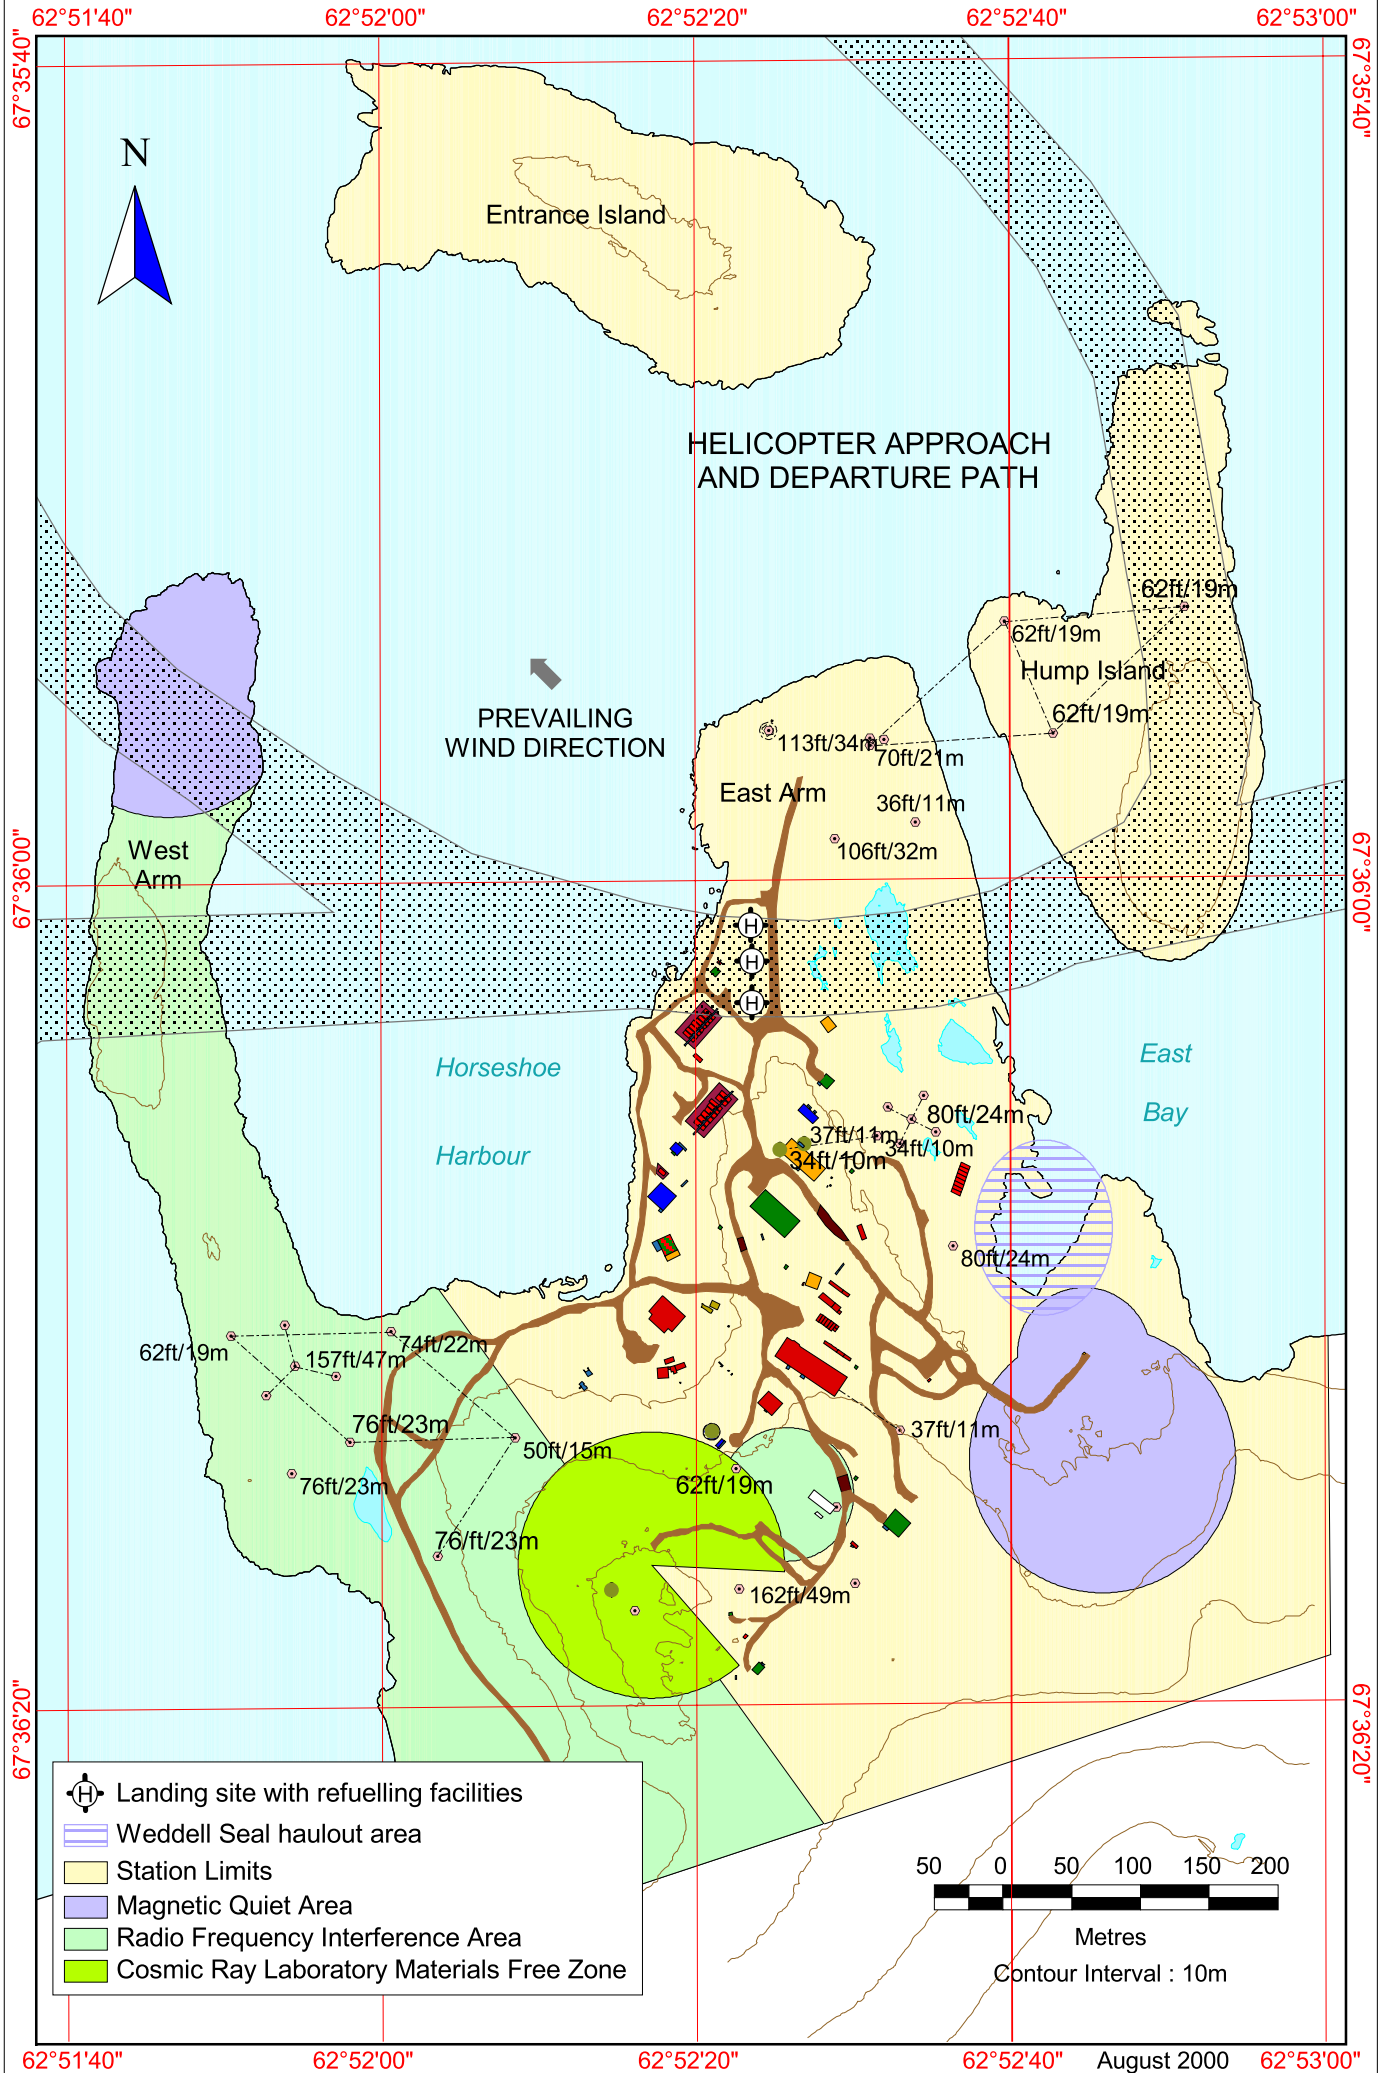 62°51'40"
62°52'00"
62°52'20"
62°52'40"
62°53'00"
67°35'40"
67°35'40"
N
Entrance Island
HELICOPTER APPROACH
AND DEPARTURE PATH
62ft/19m
62ft/19m
Hump Island
62ft/19m
PREVAILING
WIND DIRECTION
113ft/34m
70ft/21m
East Arm
36ft/11m
106ft/32m
West
Arm
67°36'00"
67°36'00"
H
H
H
Horseshoe
Harbour
East
Bay
80ft/24m
37ft/11m
34ft/10m
34ft/10m
80ft/24m
62ft/19m
74ft/22m
157ft/47m
76ft/23m
50ft/15m
37ft/11m
76ft/23m
62ft/19m
76/ft/23m
162ft/49m
67°36'20"
67°36'20"
H Landing site with refuelling facilities
Weddell Seal haulout area
Station Limits
Magnetic Quiet Area
Radio Frequency Interference Area
Cosmic Ray Laboratory Materials Free Zone
50 0 50 100 150 200
Metres
Contour Interval : 10m
62°51'40"
62°52'00"
62°52'20"
62°52'40"
August 2000
62°53'00"